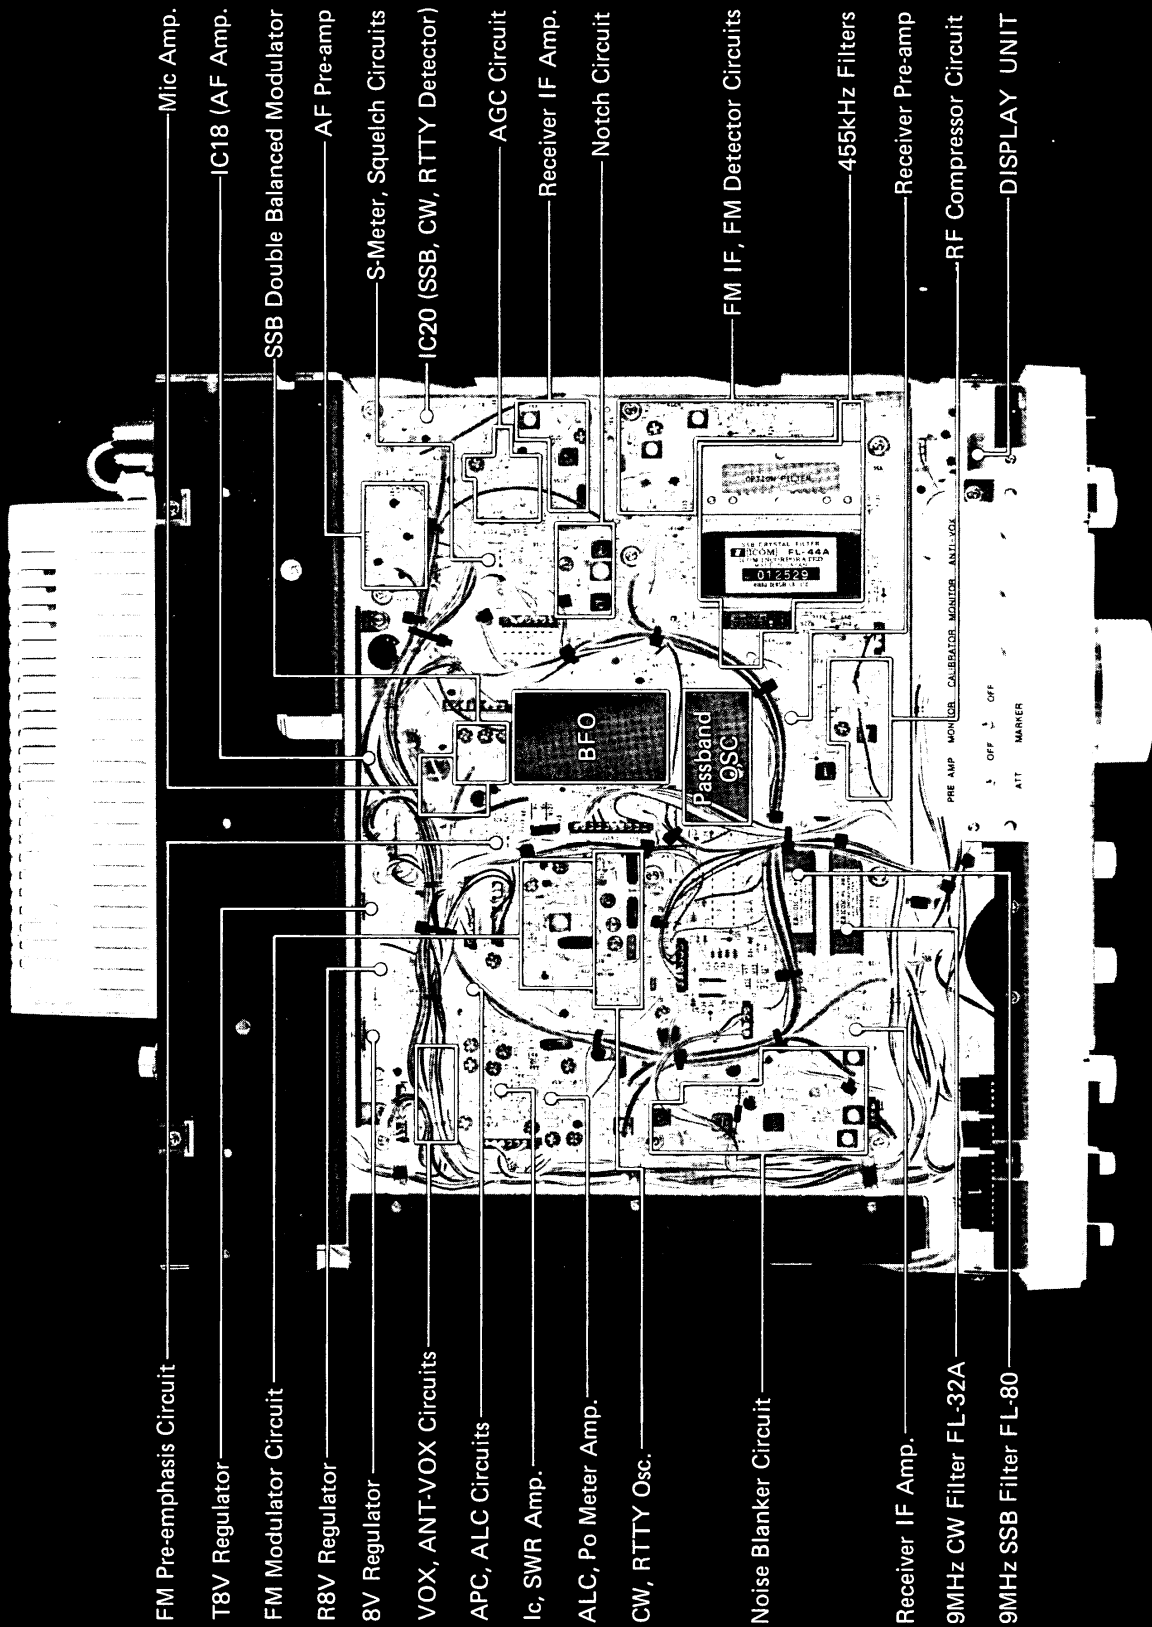 Mic Amp.
IC18 (AF Amp.
SSB Double Balanced Modulator
AF Pre-amp
S-Meter, Squelch Circuits
IC20 (SSB, CW, RTTY Detector)
AGC Circuit
Receiver IF Amp.
Notch Circuit
FM IF, FM Detector Circuits
455kHz Filters
Receiver Pre-amp
RF Compressor Circuit
DISPLAY UNIT
FM Pre-emphasis Circuit
T8V Regulator
FM Modulator Circuit
R8V Regulator
8V Regulator
VOX, ANT-VOX Circuits
APC, ALC Circuits
Ic, SWR Amp.
ALC, Po Meter Amp.
CW, RTTY Osc.
Noise Blanker Circuit
Receiver IF Amp.
9MHz CW Filter FL-32A
9MHz SSB Filter FL-80
BFO
Passband
OSC
OPTION FILTER
SSB CRYSTAL FILTER
ICOM FL-44A
ICOM INCORPORATED
012529
PRE AMP MONITOR CALIBRATOR MONITOR ANTI-VOX
OFF OFF
ATT MARKER